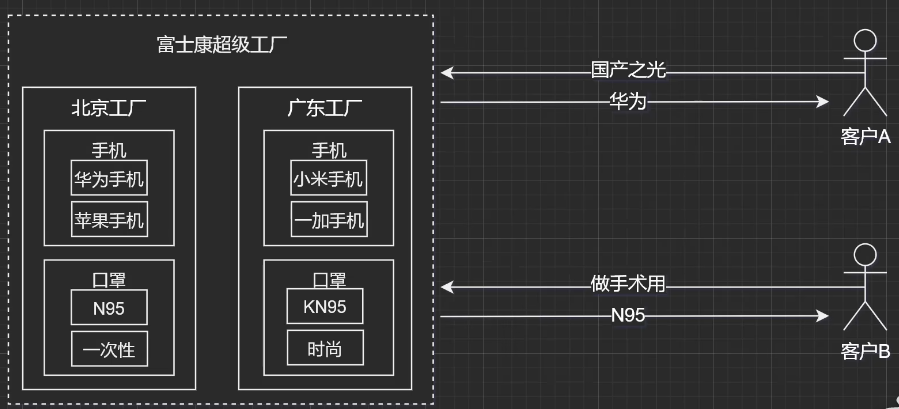 富士康超级工厂
北京工厂
手机
华为手机
苹果手机
口罩
N95
一次性
广东工厂
手机
小米手机
一加手机
口罩
KN95
时尚
国产之光
华为
客户A
做手术用
N95
客户B